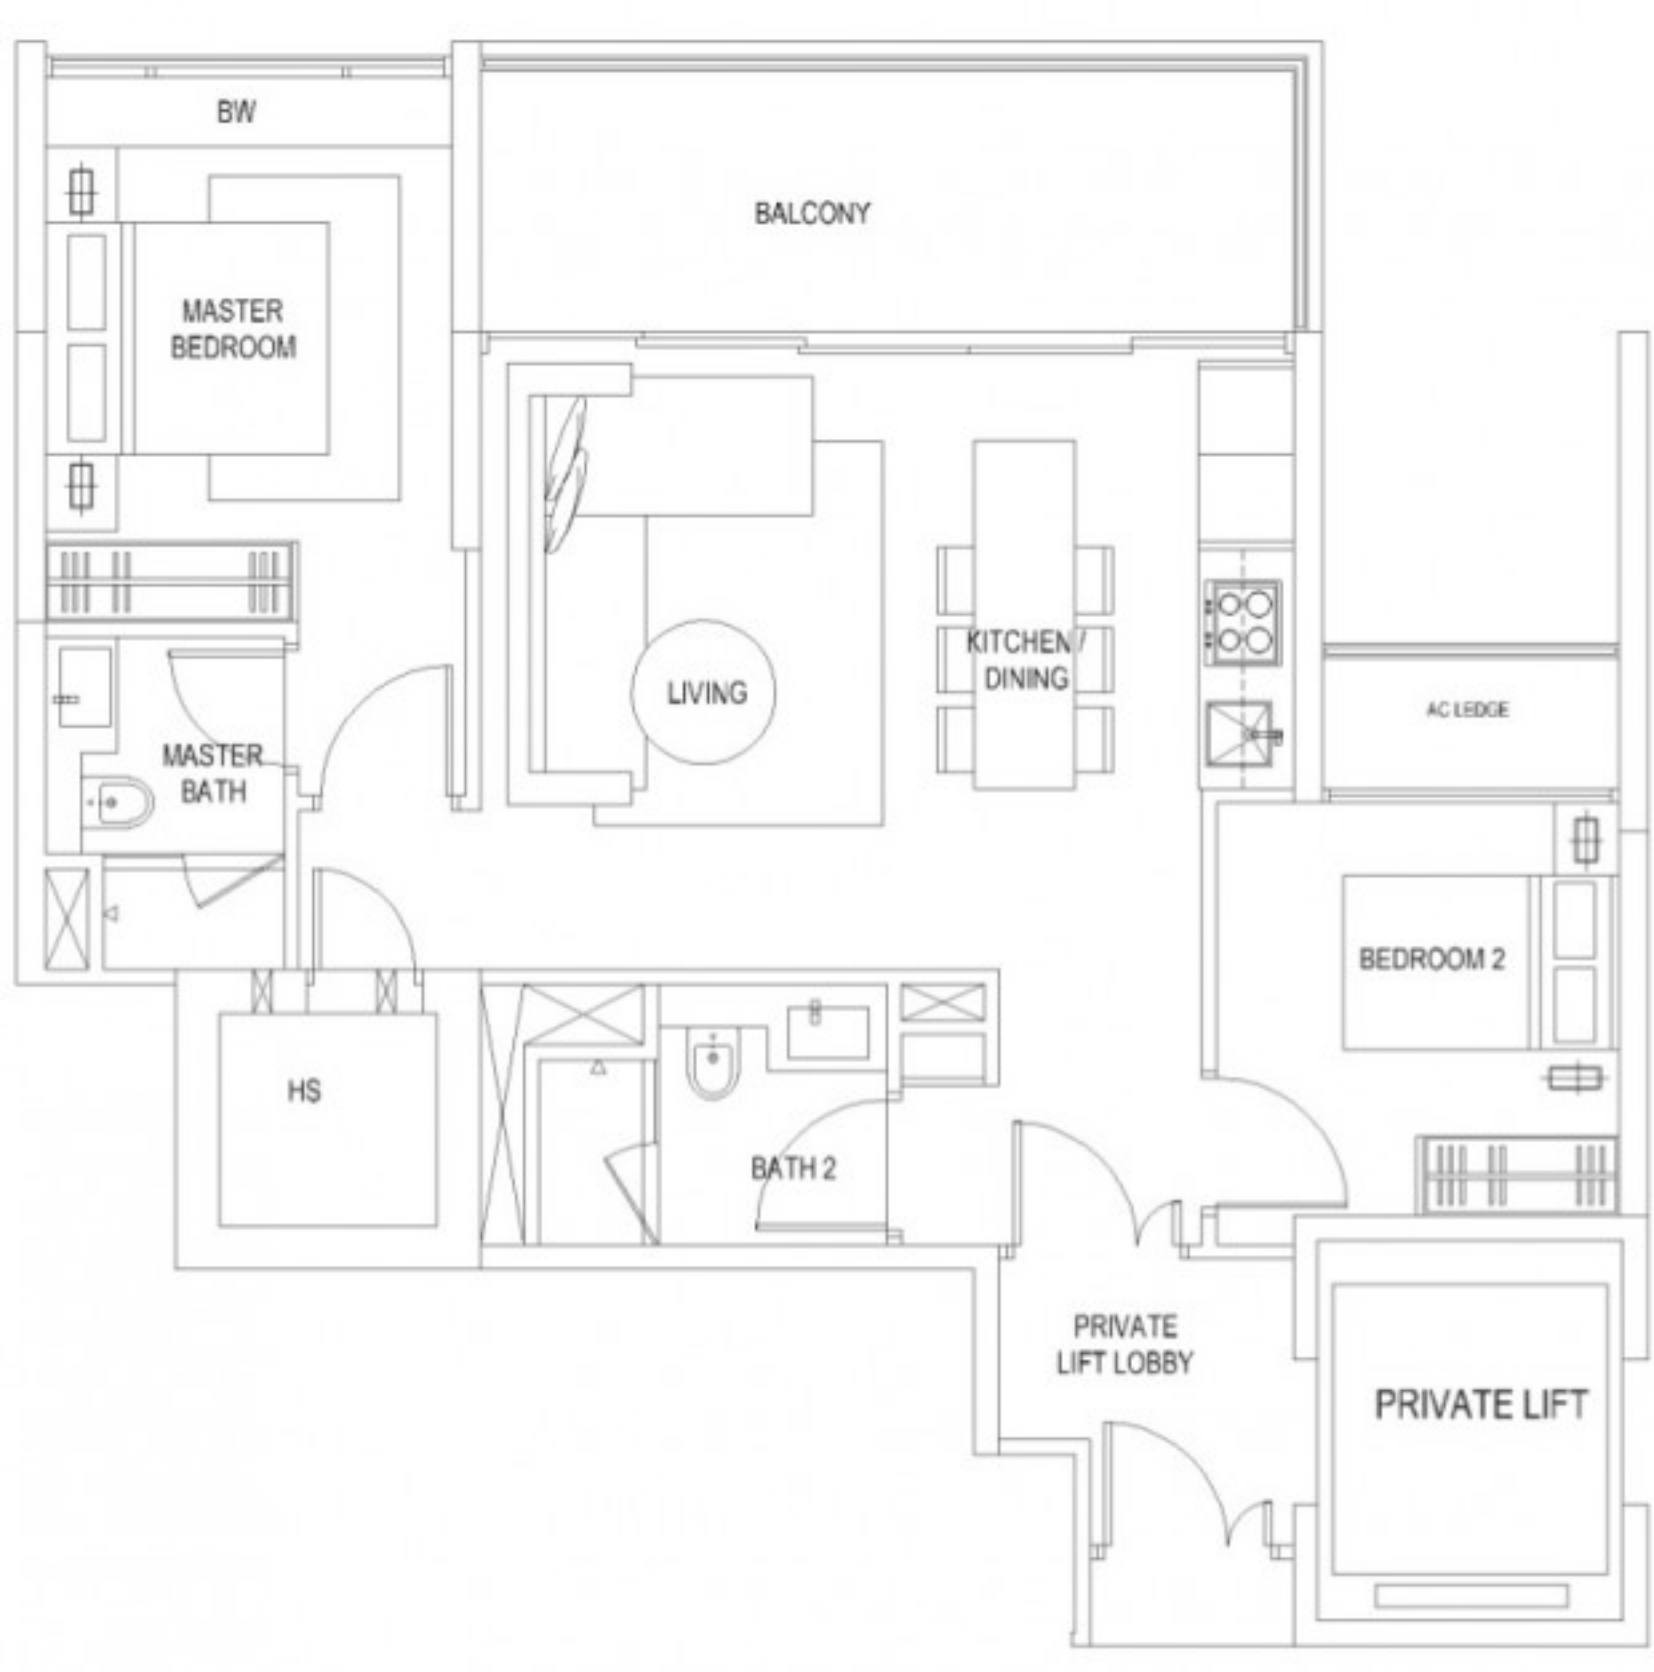 BW
BALCONY
MASTER
BEDROOM
KITCHEN /
DINING
LIVING
AC LEDGE
MASTER
BATH
BEDROOM 2
HS
BATH 2
PRIVATE
LIFT LOBBY
PRIVATE LIFT